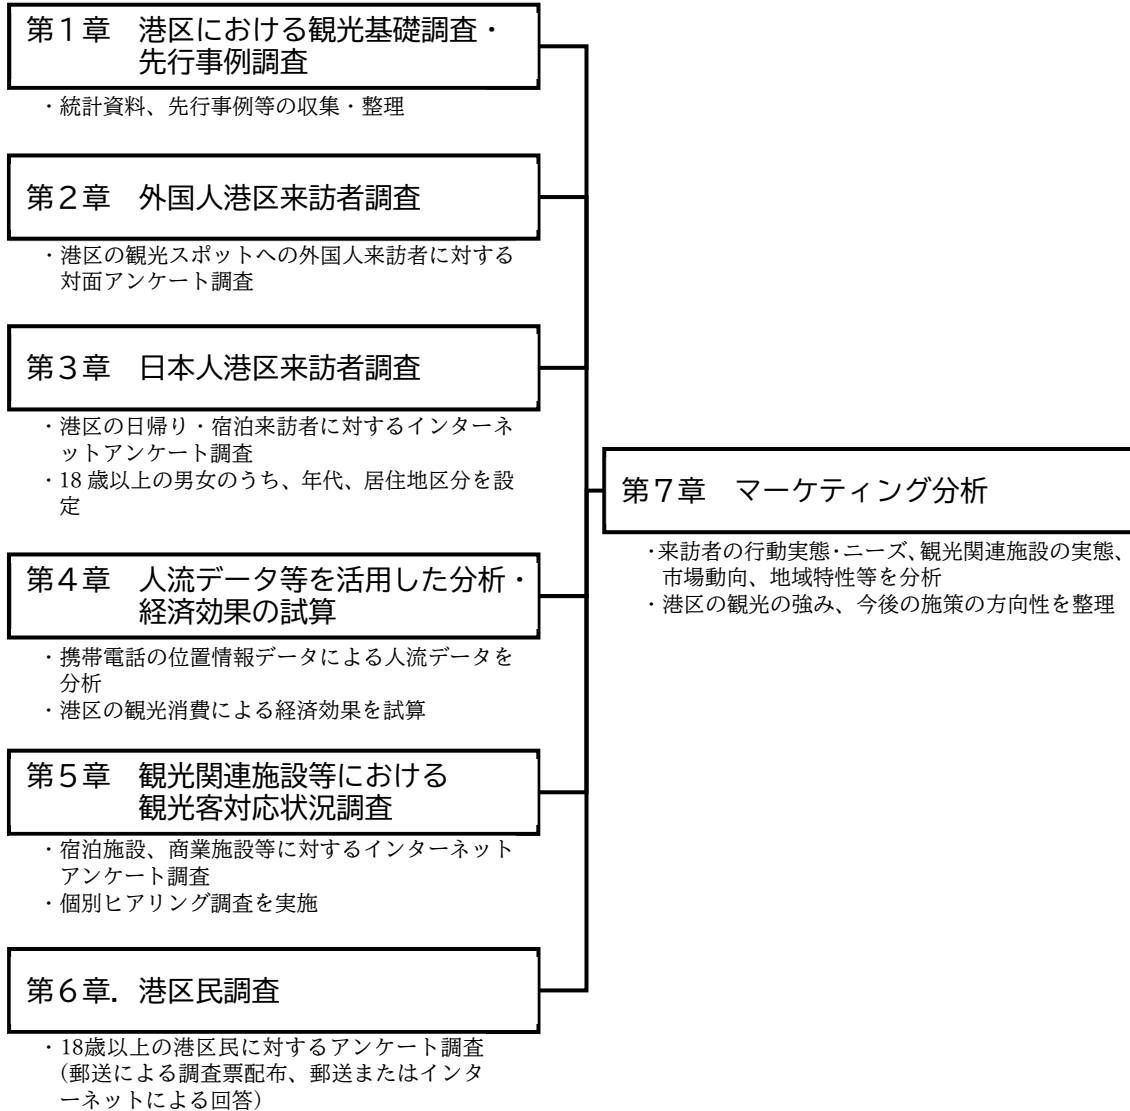 第１章　港区における観光基礎調査・
先行事例調査
・統計資料、先行事例等の収集・整理
第２章　外国人港区来訪者調査
・港区の観光スポットへの外国人来訪者に対する
対面アンケート調査
第３章　日本人港区来訪者調査
・港区の日帰り・宿泊来訪者に対するインターネ
ットアンケート調査
・18 歳以上の男女のうち、年代、居住地区分を設
定
第４章　人流データ等を活用した分析・
経済効果の試算
・携帯電話の位置情報データによる人流データを
分析
・港区の観光消費による経済効果を試算
第５章　観光関連施設等における
観光客対応状況調査
・宿泊施設、商業施設等に対するインターネット
アンケート調査
・個別ヒアリング調査を実施
第６章．港区民調査
・18歳以上の港区民に対するアンケート調査
(郵送による調査票配布、郵送またはインタ
ーネットによる回答)
第７章　マーケティング分析
・来訪者の行動実態・ニーズ、観光関連施設の実態、
市場動向、地域特性等を分析
・港区の観光の強み、今後の施策の方向性を整理